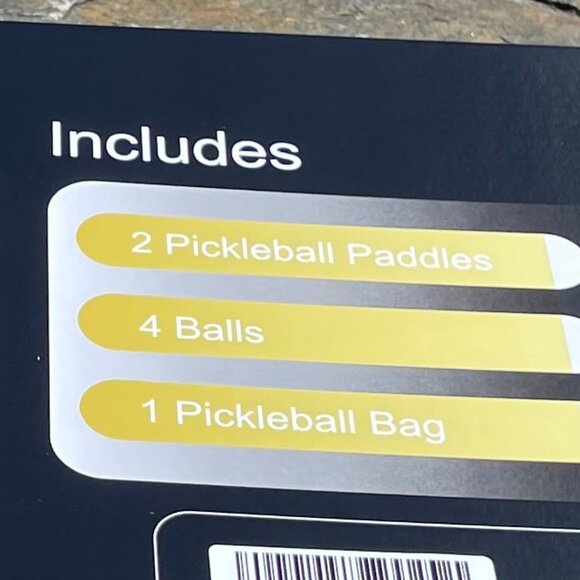 Includes
2 Pickleball Paddles
4 Balls
1 Pickleball Bag